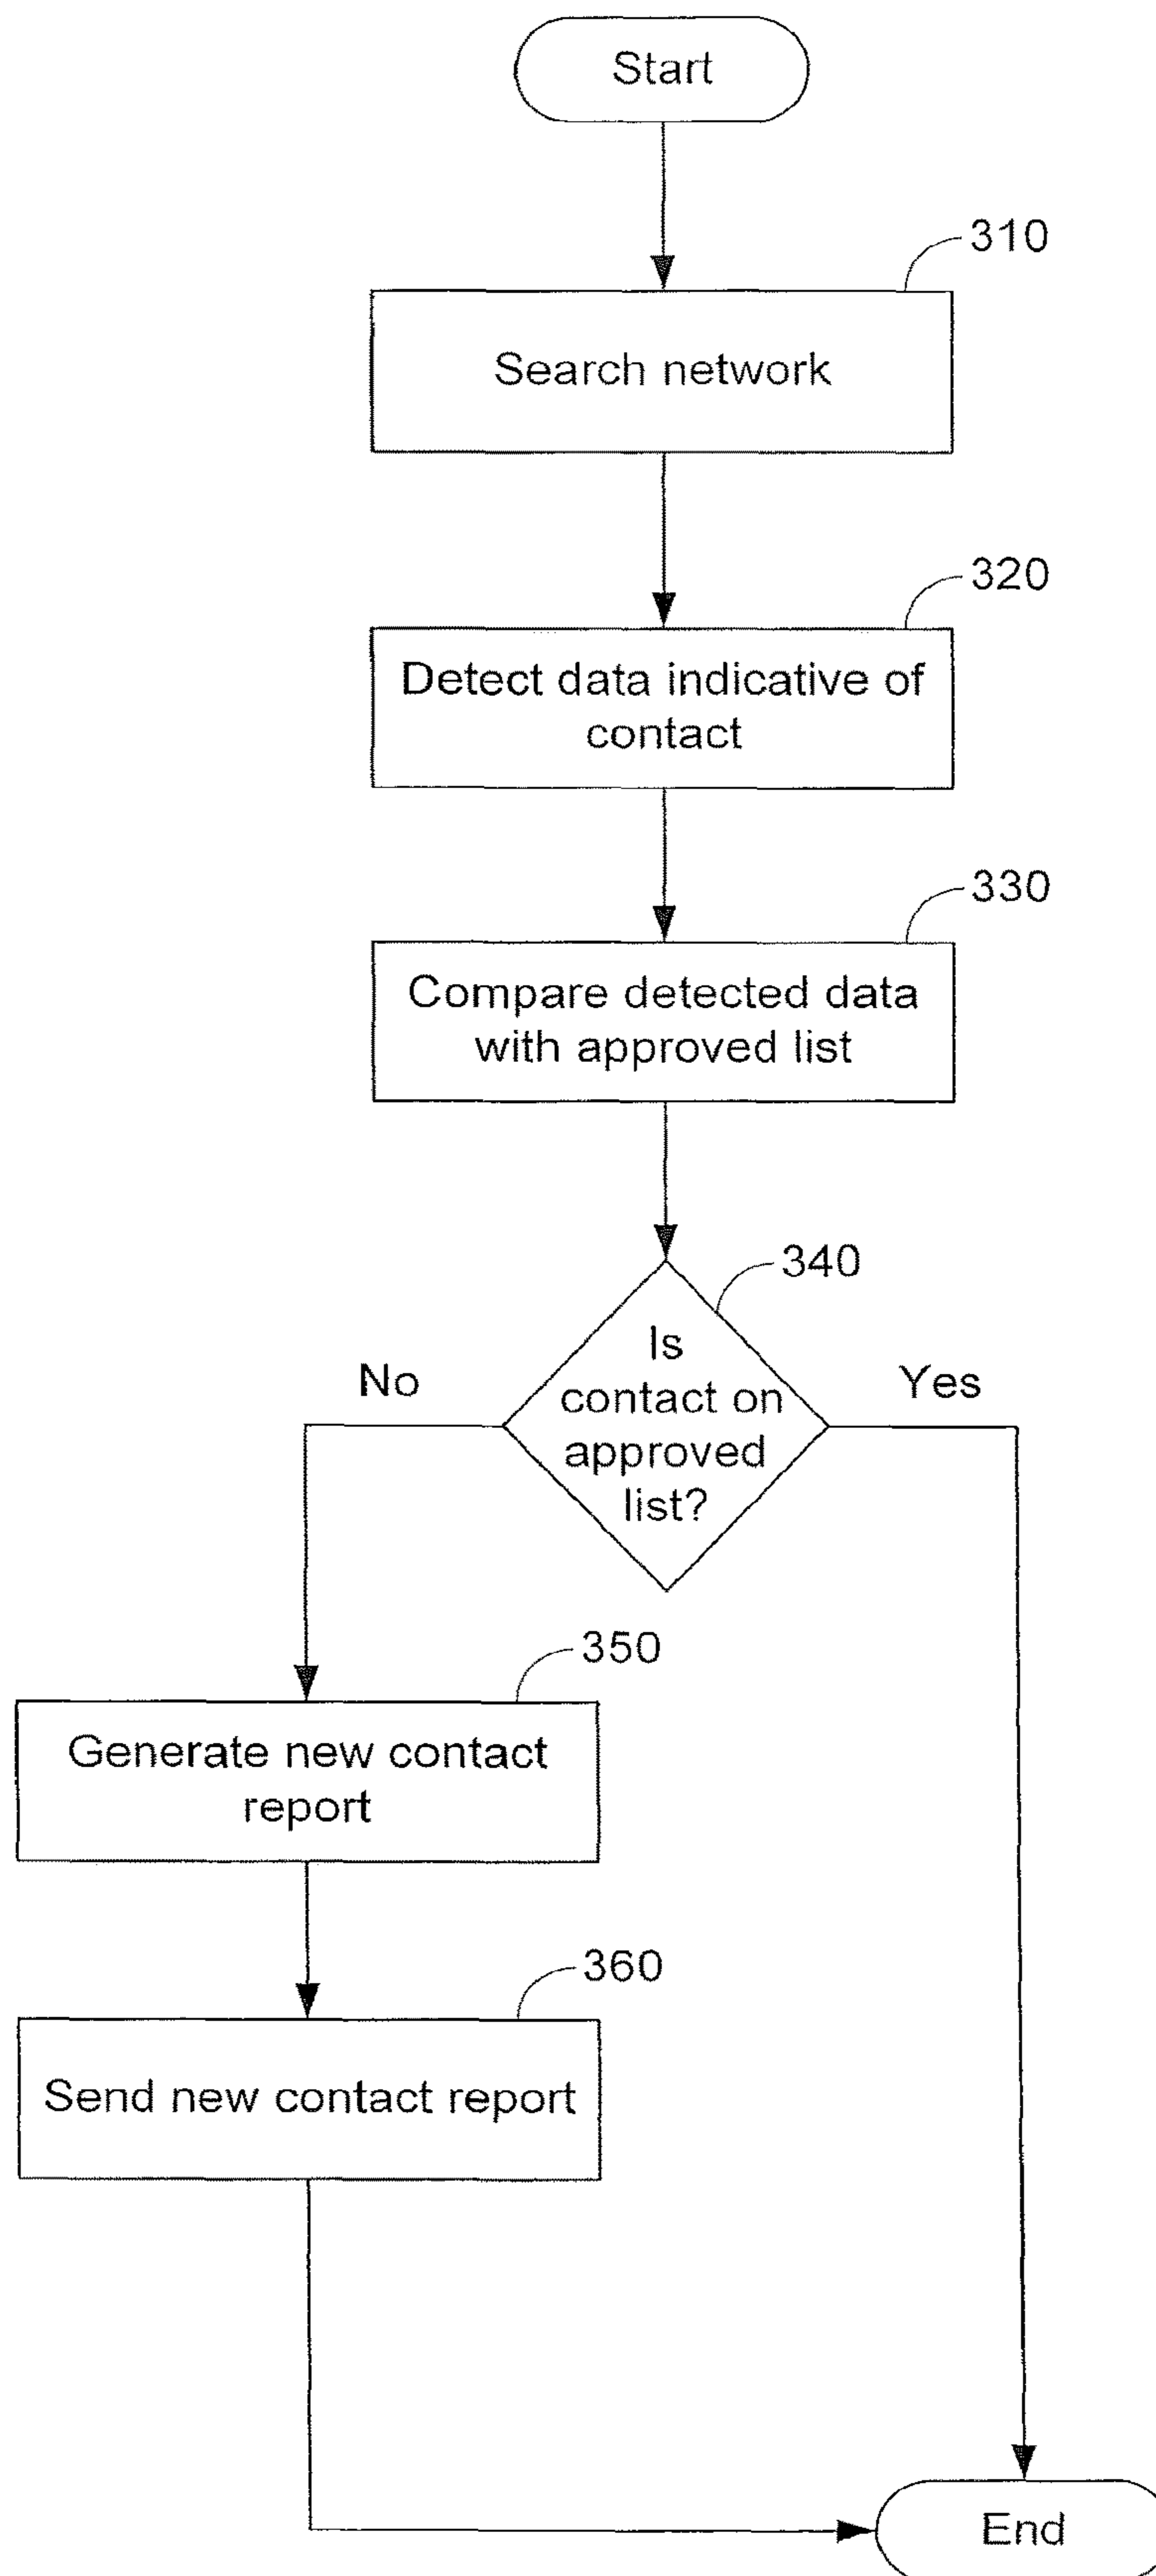 Start
310
Search network
320
Detect data indicative of
contact
330
Compare detected data
with approved list
340
Is
contact on
approved
list?
No
Yes
350
Generate new contact
report
360
Send new contact report
End